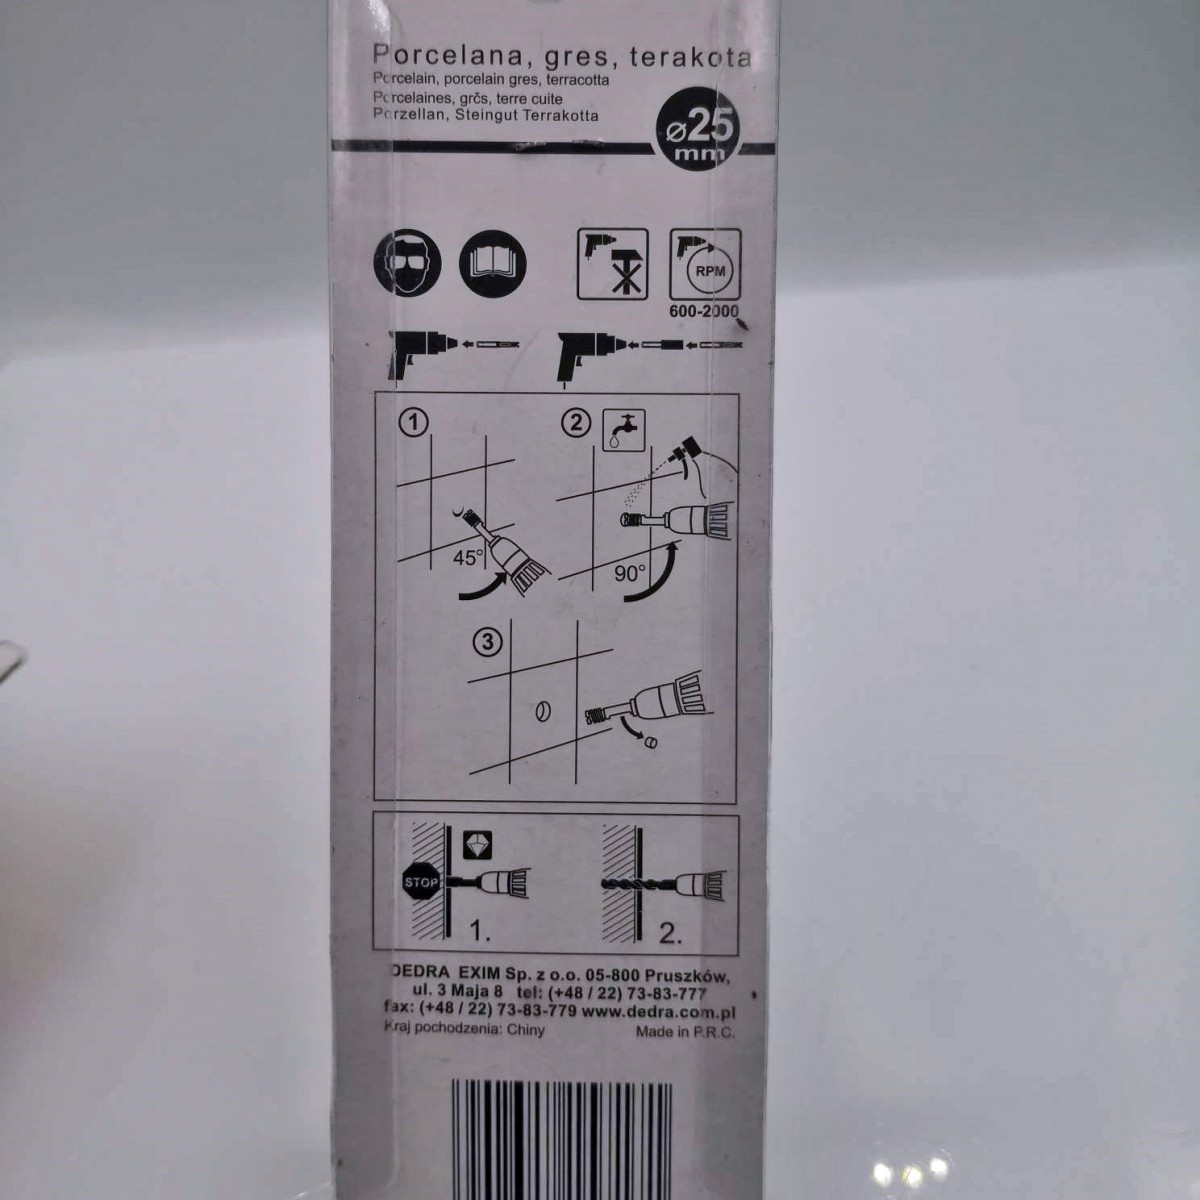 Porcelana, gres, terakota
Porcelain, porcelain gres, terracotta
Porcelaines, grčs, terre cuite
Porzellan, Steingut Terrakotta
ø25
mm
RPM
600-2000
1
2
45°
90°
3
STOP
1.
2.
DEDRA EXIM Sp. z o.o. 05-800 Pruszków,
ul. 3 Maja 8 tel: (+48 / 22) 73-83-777
fax: (+48 / 22) 73-83-779 www.dedra.com.pl
Kraj pochodzenia: Chiny Made in P.R.C.